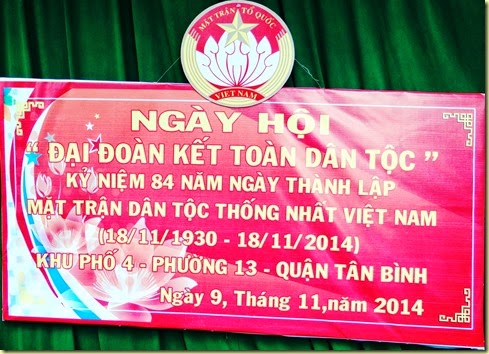 MẶT TRẬN TỔ QUỐC
VIỆT NAM
NGÀY HỘI
“ ĐẠI ĐOÀN KẾT TOÀN DÂN TỘC ”
KỶ NIỆM 84 NĂM NGÀY THÀNH LẬP
MẶT TRẬN DÂN TỘC THỐNG NHẤT VIỆT NAM
(18/11/1930 - 18/11/2014)
KHU PHỐ 4 - PHƯỜNG 13 - QUẬN TÂN BÌNH
Ngày 9, Tháng 11,năm 2014